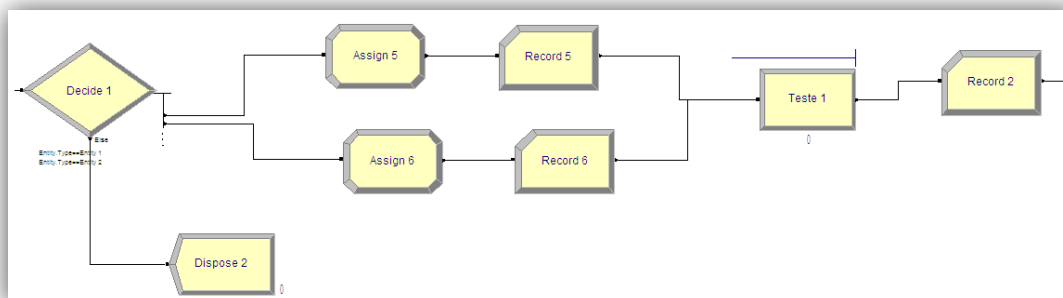 Decide 1
Assign 5
Record 5
Teste 1
0
Record 2
Else
Entity.Type==Entity 1
Entity.Type==Entity 2
Assign 6
Record 6
Dispose 2
0